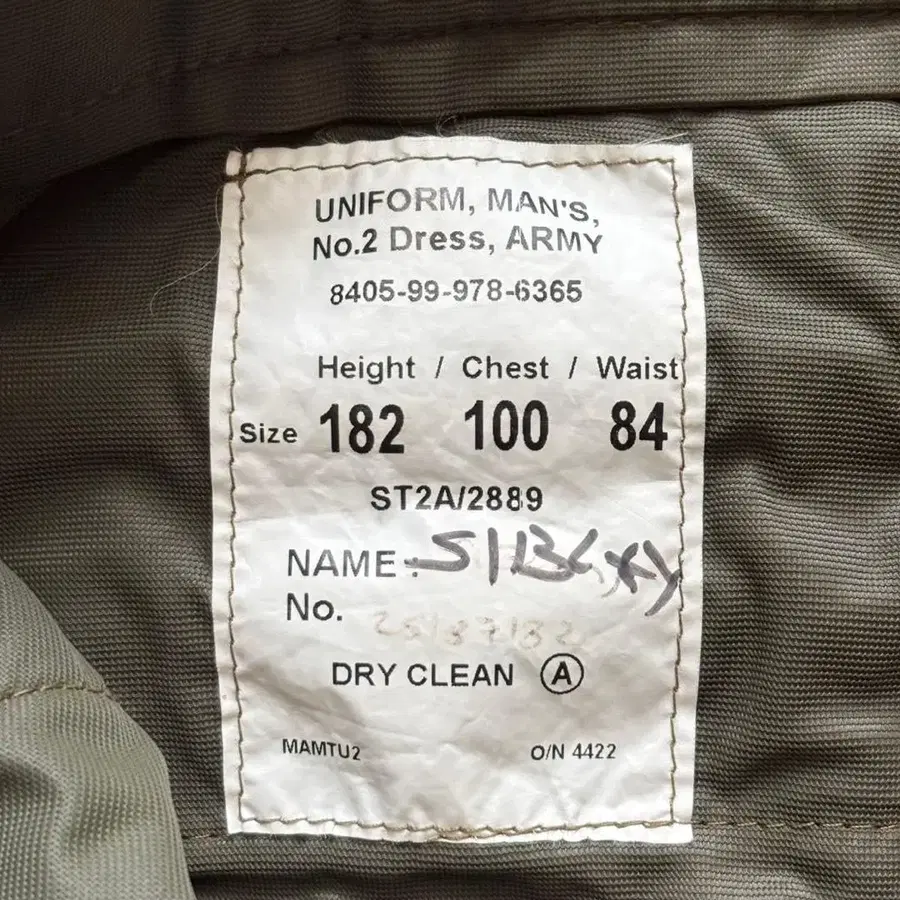 UNIFORM, MAN'S,
No.2 Dress, ARMY
8405-99-978-6365
Height / Chest / Waist
Size 182 100 84
ST2A/2889
NAME :
No.
DRY CLEAN A
MAMTU2 O/N 4422